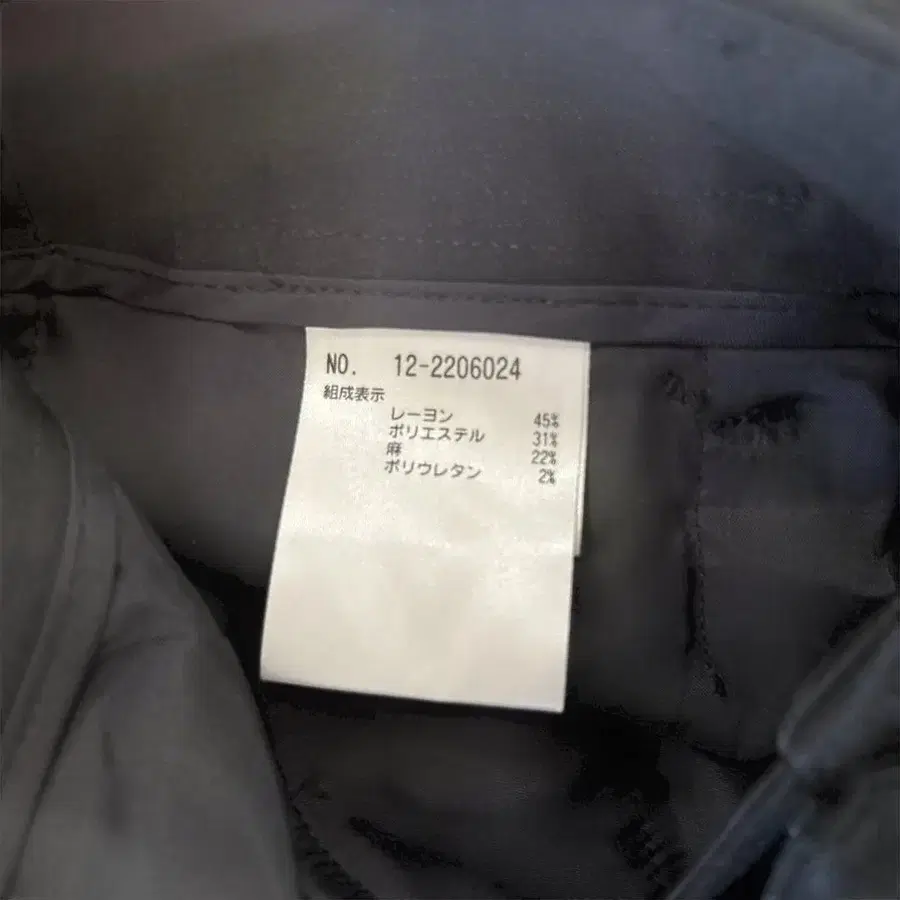 NO. 12-2206024
組成表示
レーヨン 45%
ポリエステル 31%
麻 22%
ポリウレタン 2%